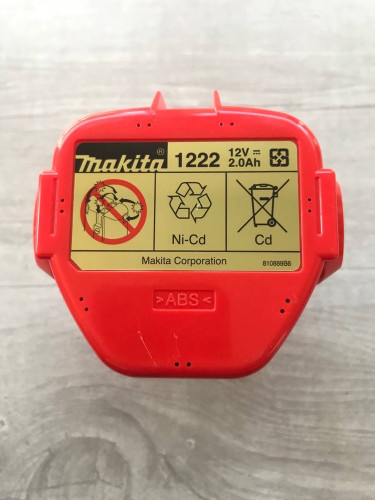 makita® 1222 12V ⎓ 2.0Ah
Ni-Cd
Cd
Makita Corporation
810889B6
>ABS<